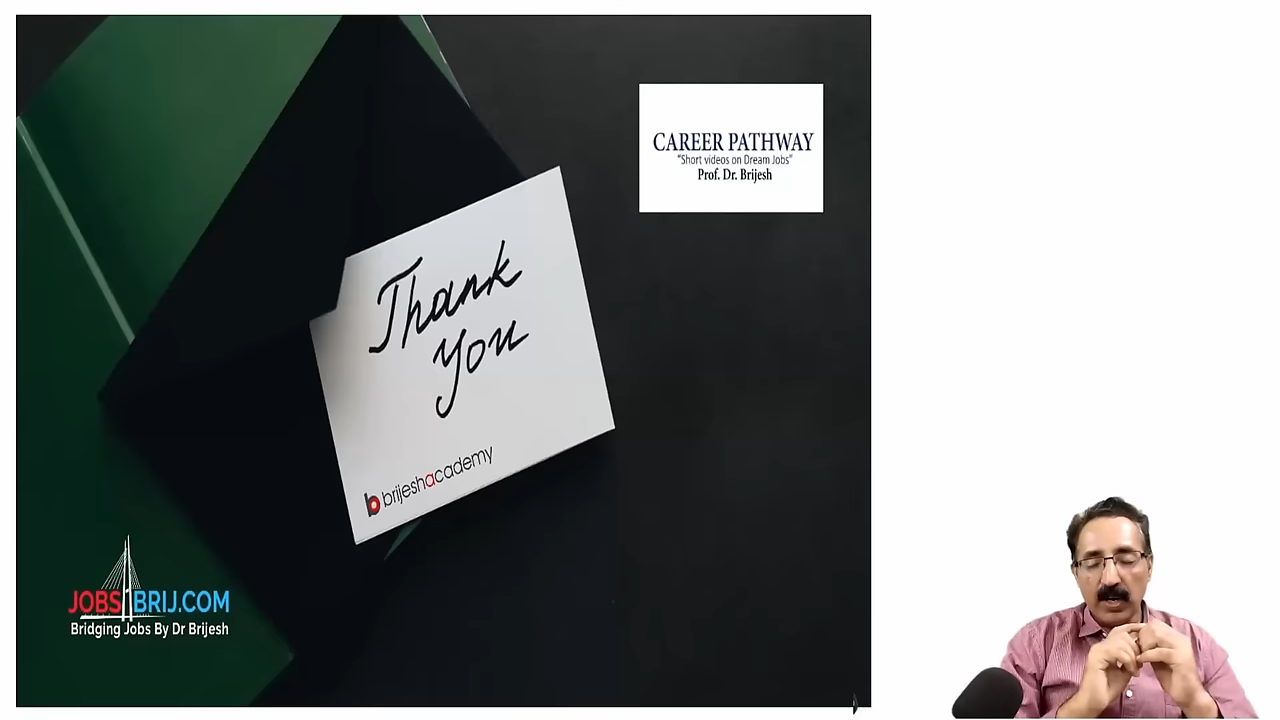 CAREER PATHWAY
“Short videos on Dream Jobs”
Prof. Dr. Brijesh
Thank
you
b brijeshacademy
JOBS BRIJ.COM
Bridging Jobs By Dr Brijesh